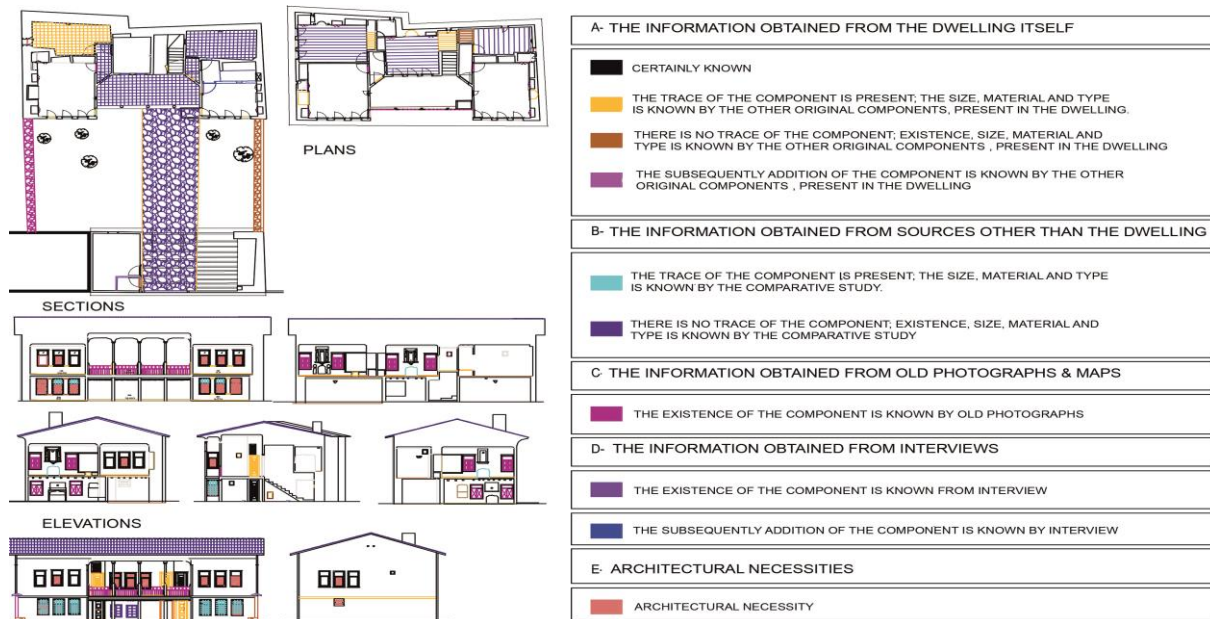 PLANS
SECTIONS
ELEVATIONS
A- THE INFORMATION OBTAINED FROM THE DWELLING ITSELF
CERTAINLY KNOWN
THE TRACE OF THE COMPONENT IS PRESENT; THE SIZE, MATERIAL AND TYPE
IS KNOWN BY THE OTHER ORIGINAL COMPONENTS, PRESENT IN THE DWELLING.
THERE IS NO TRACE OF THE COMPONENT; EXISTENCE, SIZE, MATERIAL AND
TYPE IS KNOWN BY THE OTHER ORIGINAL COMPONENTS , PRESENT IN THE DWELLING
THE SUBSEQUENTLY ADDITION OF THE COMPONENT IS KNOWN BY THE OTHER
ORIGINAL COMPONENTS , PRESENT IN THE DWELLING
B- THE INFORMATION OBTAINED FROM SOURCES OTHER THAN THE DWELLING
THE TRACE OF THE COMPONENT IS PRESENT; THE SIZE, MATERIAL AND TYPE
IS KNOWN BY THE COMPARATIVE STUDY.
THERE IS NO TRACE OF THE COMPONENT; EXISTENCE, SIZE, MATERIAL AND
TYPE IS KNOWN BY THE COMPARATIVE STUDY
C- THE INFORMATION OBTAINED FROM OLD PHOTOGRAPHS & MAPS
THE EXISTENCE OF THE COMPONENT IS KNOWN BY OLD PHOTOGRAPHS
D- THE INFORMATION OBTAINED FROM INTERVIEWS
THE EXISTENCE OF THE COMPONENT IS KNOWN FROM INTERVIEW
THE SUBSEQUENTLY ADDITION OF THE COMPONENT IS KNOWN BY INTERVIEW
E- ARCHITECTURAL NECESSITIES
ARCHITECTURAL NECESSITY